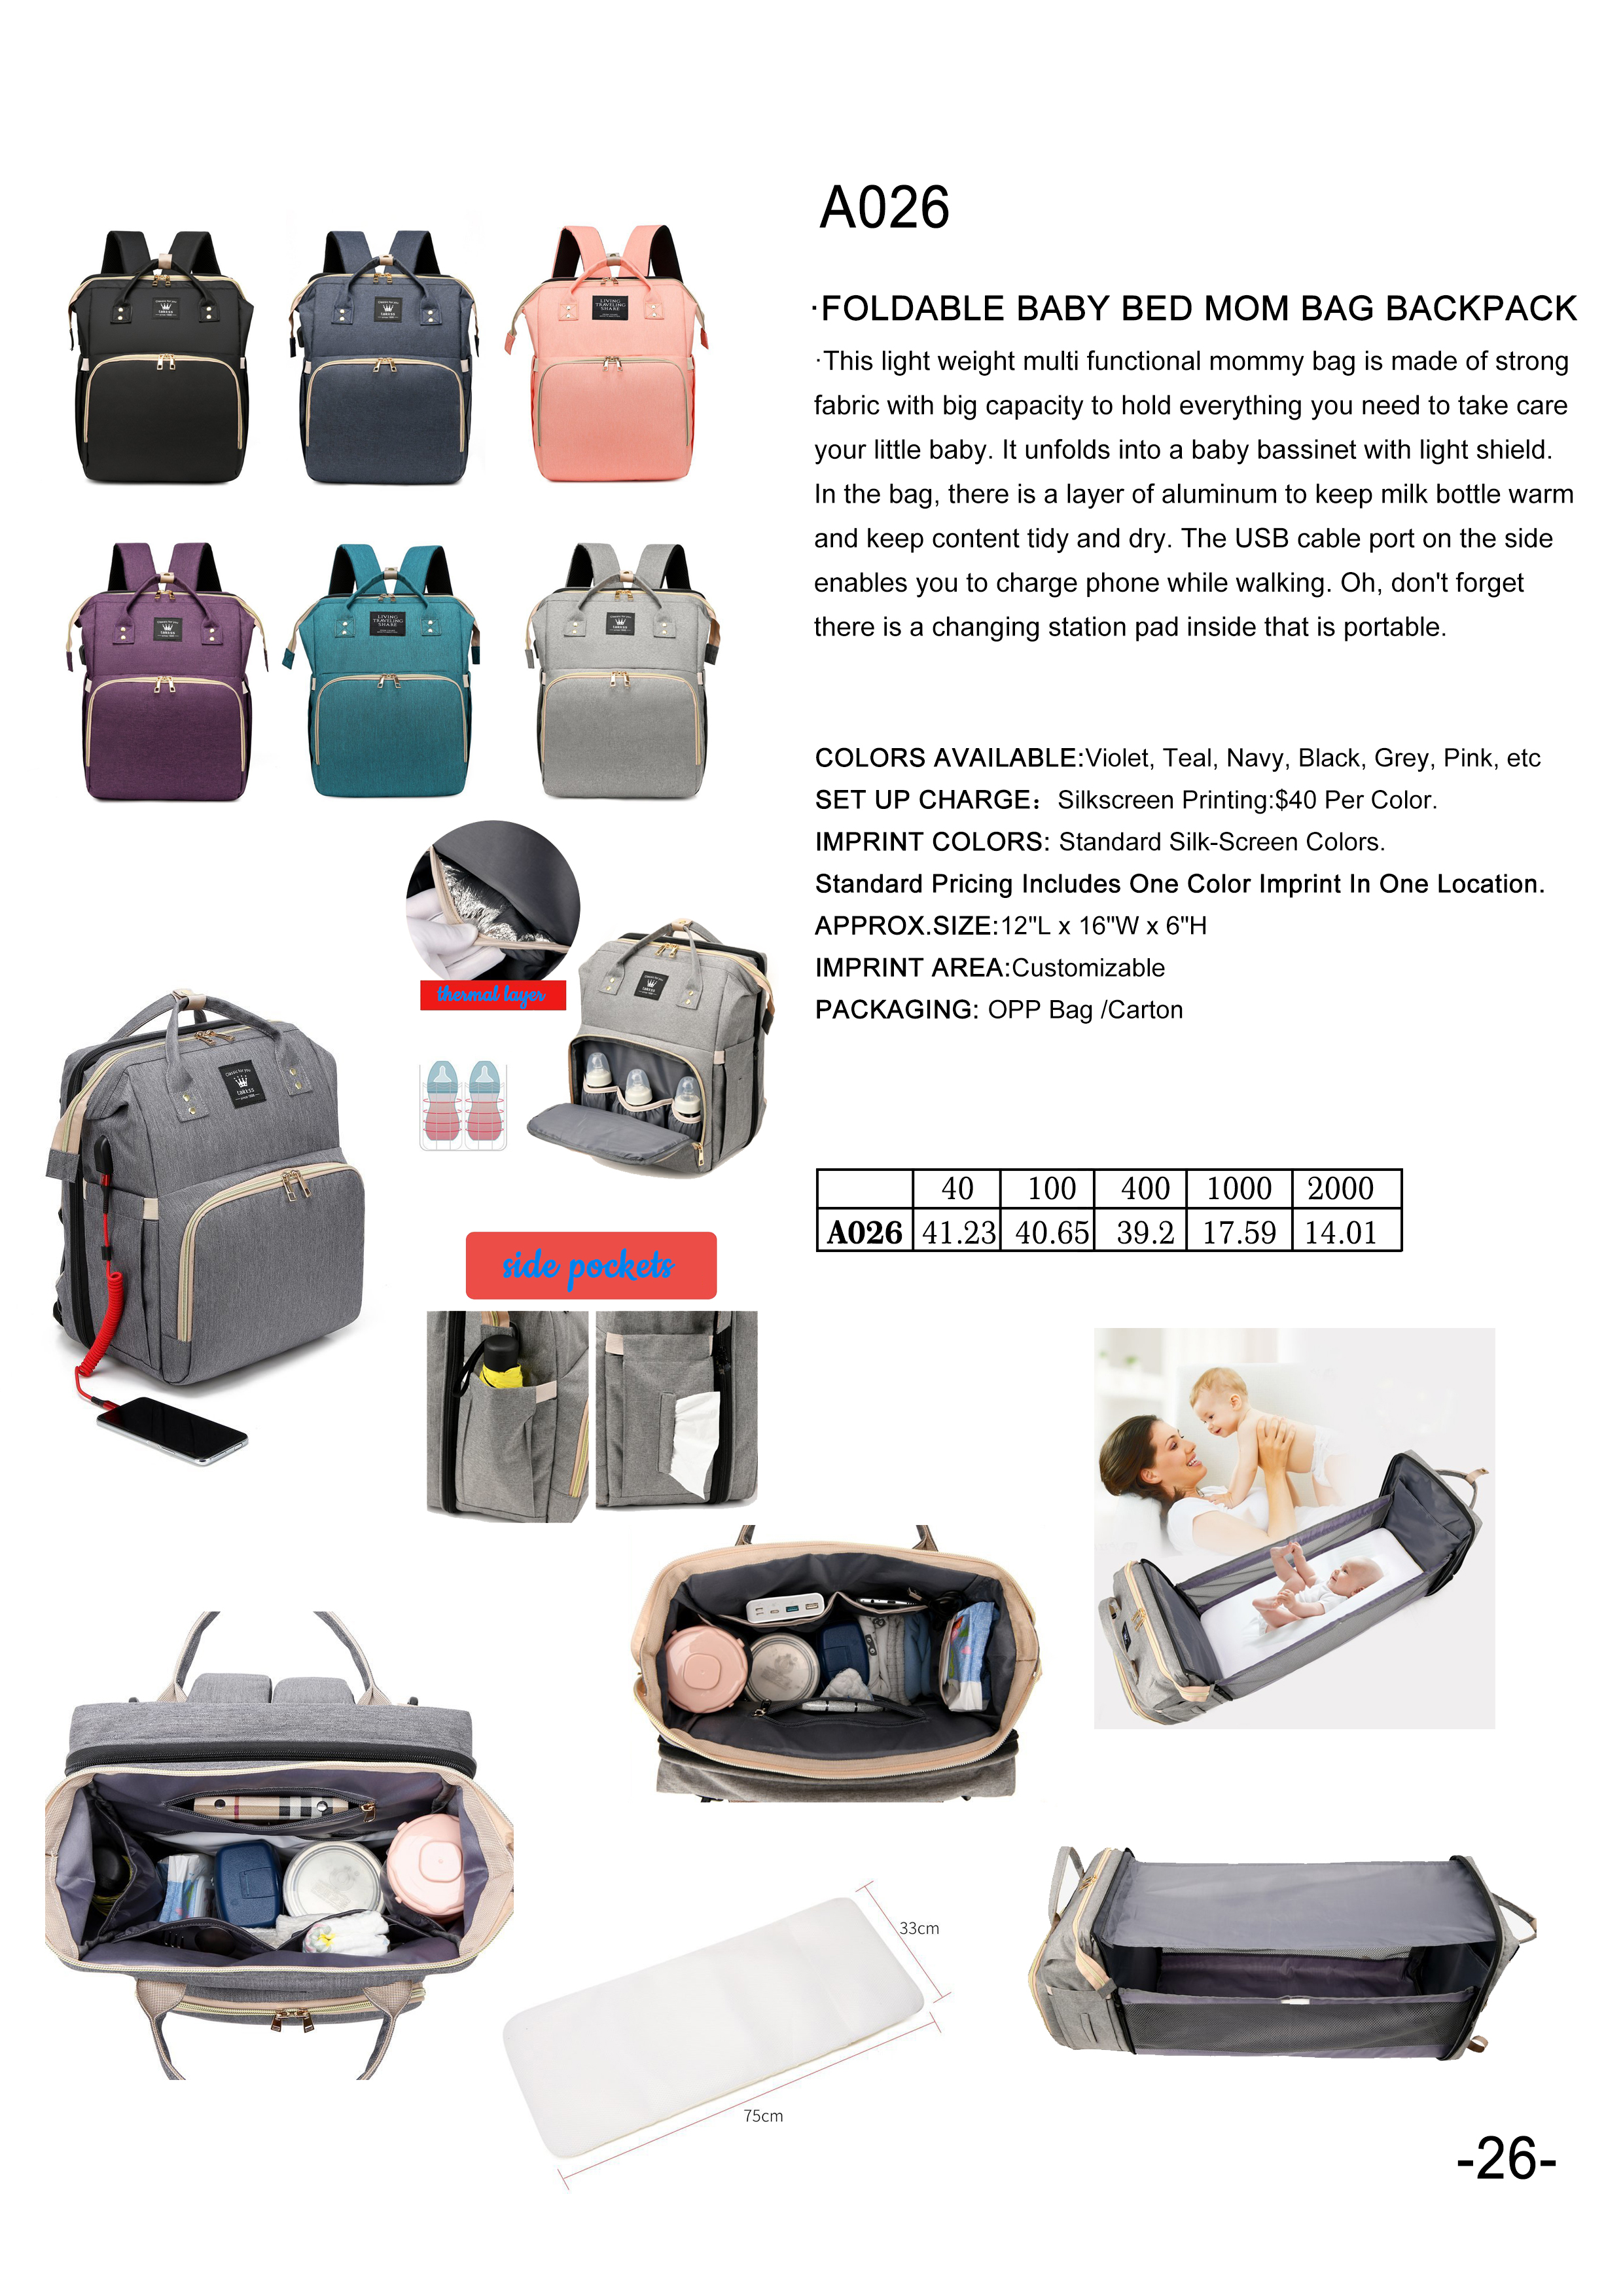 A026
·FOLDABLE BABY BED MOM BAG BACKPACK
·This light weight multi functional mommy bag is made of strong
fabric with big capacity to hold everything you need to take care
your little baby. It unfolds into a baby bassinet with light shield.
In the bag, there is a layer of aluminum to keep milk bottle warm
and keep content tidy and dry. The USB cable port on the side
enables you to charge phone while walking. Oh, don't forget
there is a changing station pad inside that is portable.
COLORS AVAILABLE:Violet, Teal, Navy, Black, Grey, Pink, etc
SET UP CHARGE：Silkscreen Printing:$40 Per Color.
IMPRINT COLORS: Standard Silk-Screen Colors.
Standard Pricing Includes One Color Imprint In One Location.
APPROX.SIZE:12"L x 16"W x 6"H
IMPRINT AREA:Customizable
PACKAGING: OPP Bag /Carton
40 100 400 1000 2000
A026 41.23 40.65 39.2 17.59 14.01
LIVING
TRAVELING
SHARE
LIVING
TRAVELING
SHARE
thermal layer
side pockets
33cm
75cm
-26-